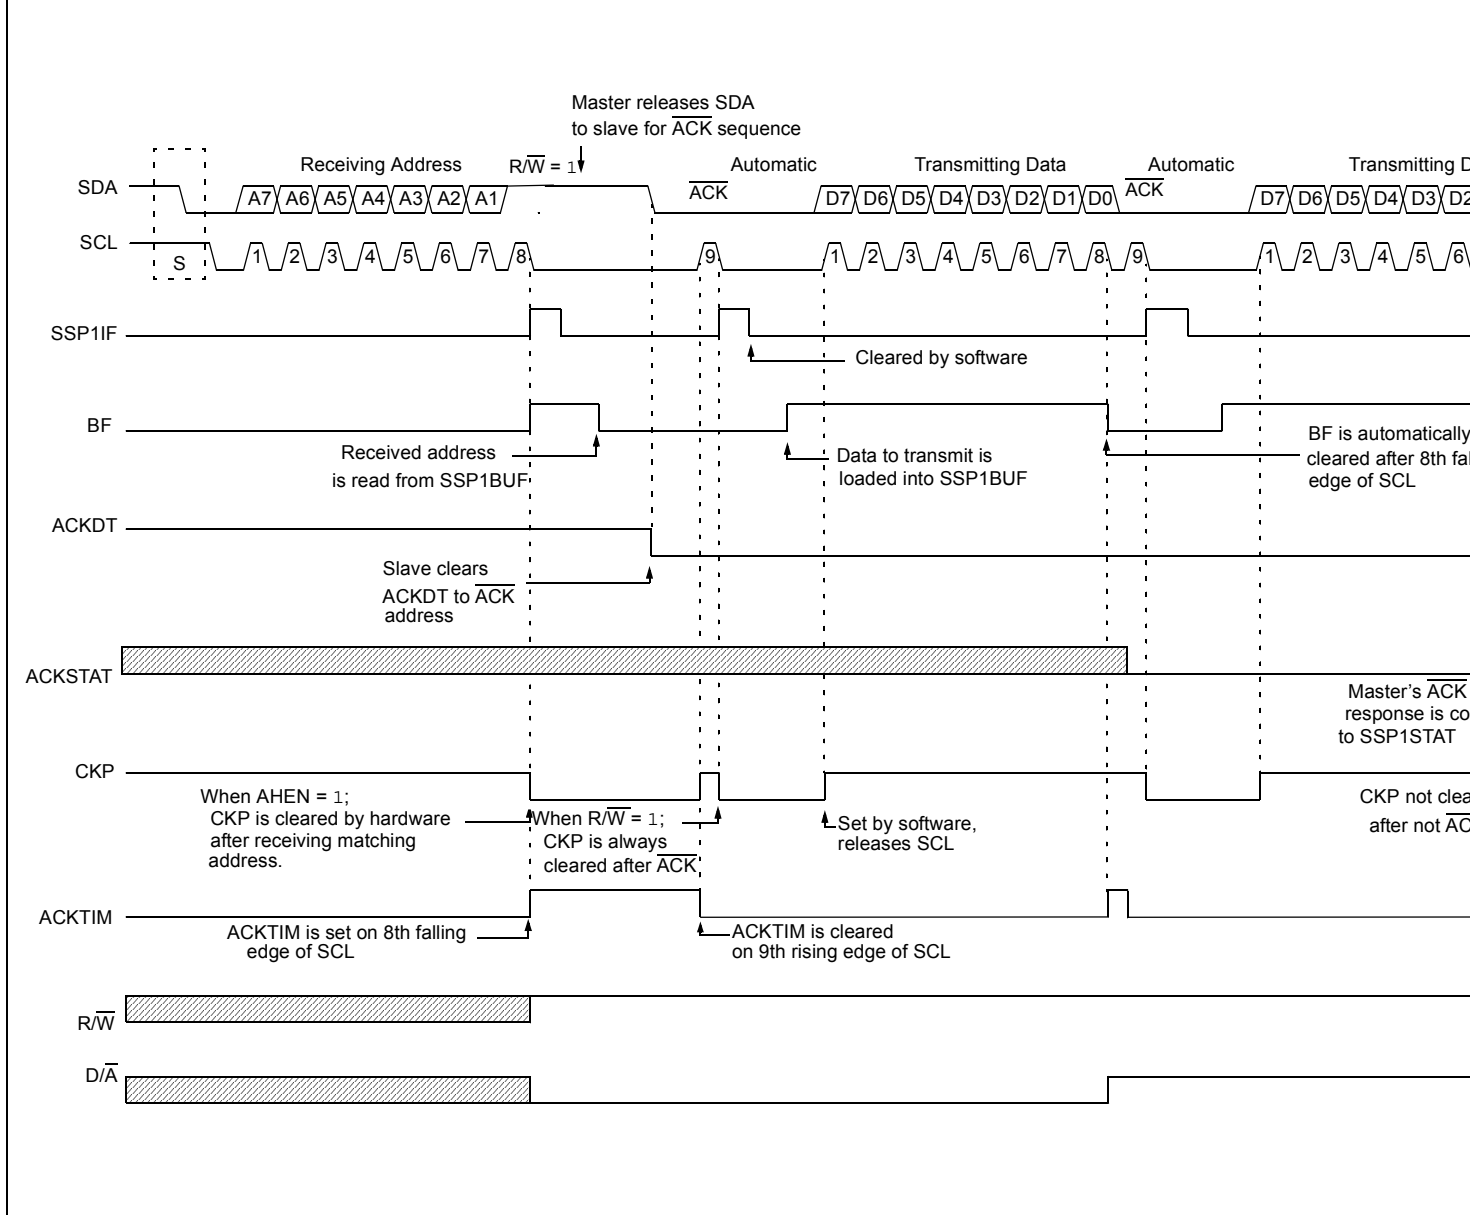 Master releases SDA
to slave for ACK sequence
Receiving Address R/W = 1 Automatic Transmitting Data Automatic Transmitting D
SDA A7 A6 A5 A4 A3 A2 A1 ACK D7 D6 D5 D4 D3 D2 D1 D0 ACK D7 D6 D5 D4 D3 D2
SCL S 1 2 3 4 5 6 7 8 9 1 2 3 4 5 6 7 8 9 1 2 3 4 5 6
SSP1IF
Cleared by software
BF
Received address
is read from SSP1BUF
Data to transmit is
loaded into SSP1BUF
BF is automatically
cleared after 8th fal
edge of SCL
ACKDT
Slave clears
ACKDT to ACK
address
ACKSTAT
Master's ACK
response is co
to SSP1STAT
CKP
When AHEN = 1;
CKP is cleared by hardware
after receiving matching
address.
When R/W = 1;
CKP is always
cleared after ACK
Set by software,
releases SCL
CKP not clea
after not AC
ACKTIM
ACKTIM is set on 8th falling
edge of SCL
ACKTIM is cleared
on 9th rising edge of SCL
R/W
D/A